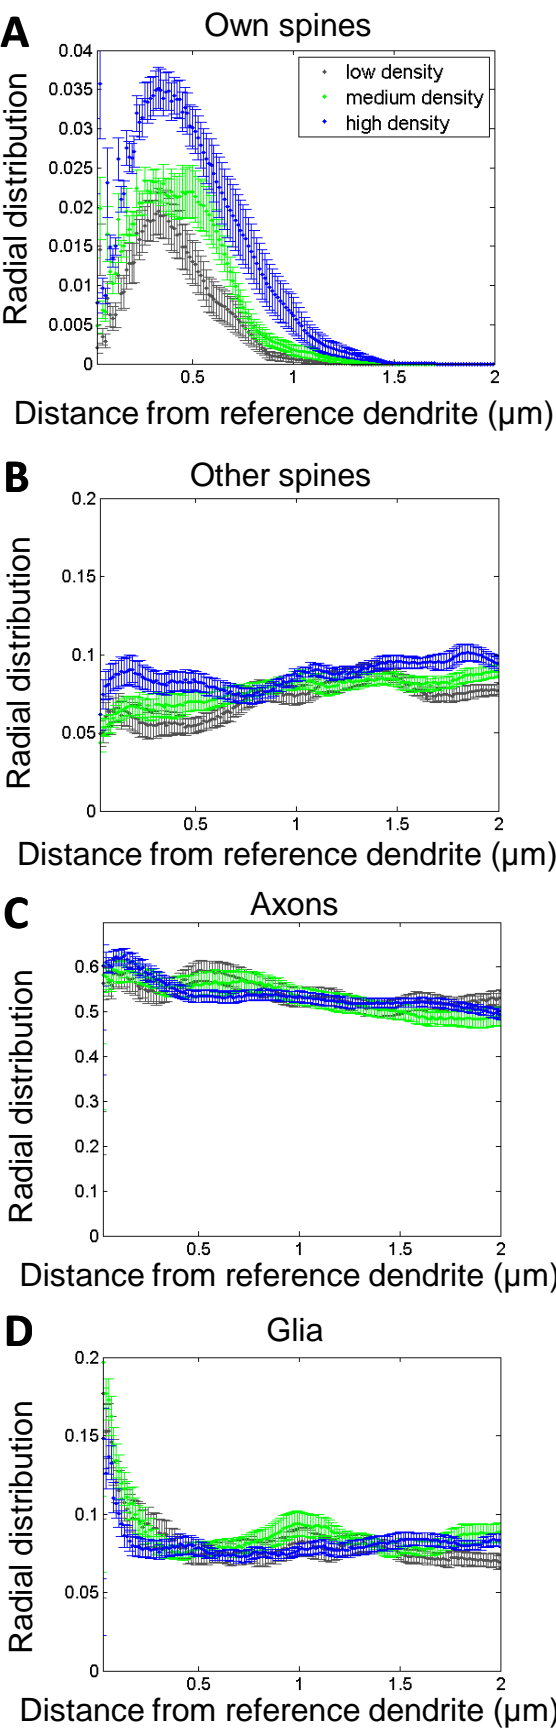 A
Own spines
Radial distribution
0.04
0.035
0.03
0.025
0.02
0.015
0.01
0.005
0
low density
medium density
high density
0.5
1
1.5
2
Distance from reference dendrite (µm)
B
Other spines
Radial distribution
0.2
0.15
0.1
0.05
0
0.5
1
1.5
2
Distance from reference dendrite (µm)
C
Axons
Radial distribution
0.6
0.5
0.4
0.3
0.2
0.1
0
0.5
1
1.5
2
Distance from reference dendrite (µm)
D
Glia
Radial distribution
0.2
0.15
0.1
0.05
0
0.5
1
1.5
2
Distance from reference dendrite (µm)